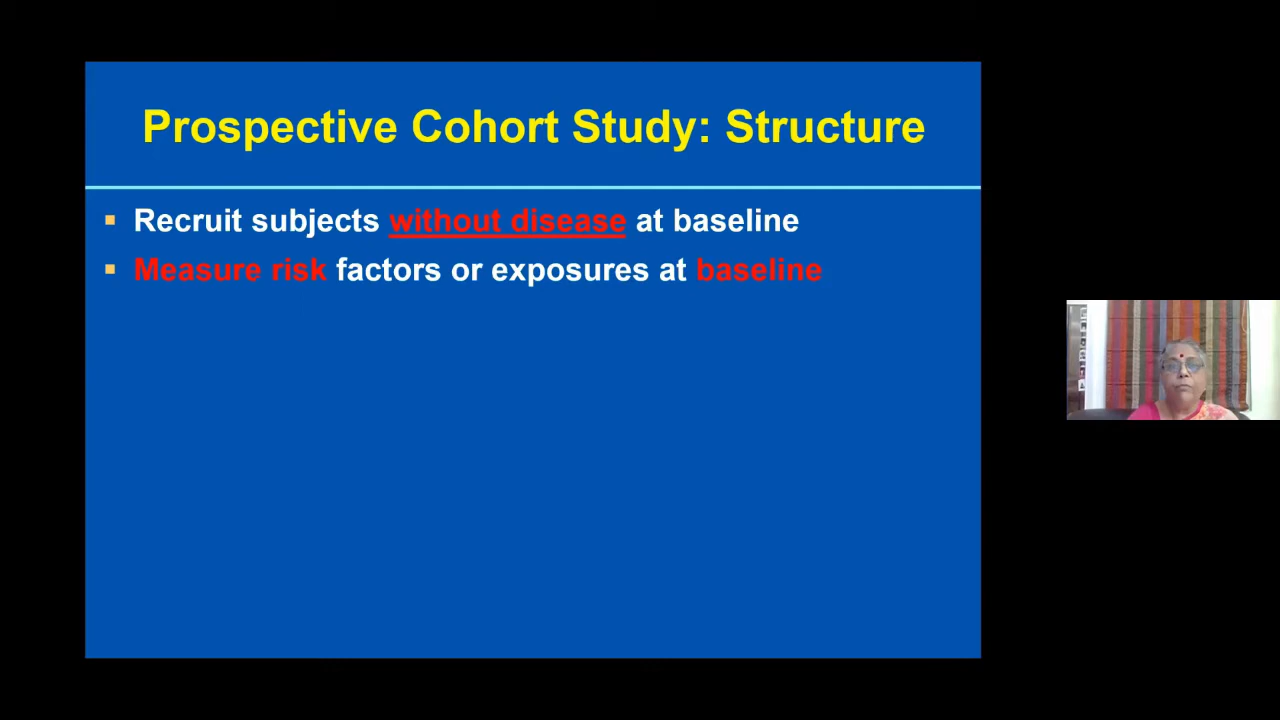 Prospective Cohort Study: Structure
Recruit subjects without disease at baseline
Measure risk factors or exposures at baseline